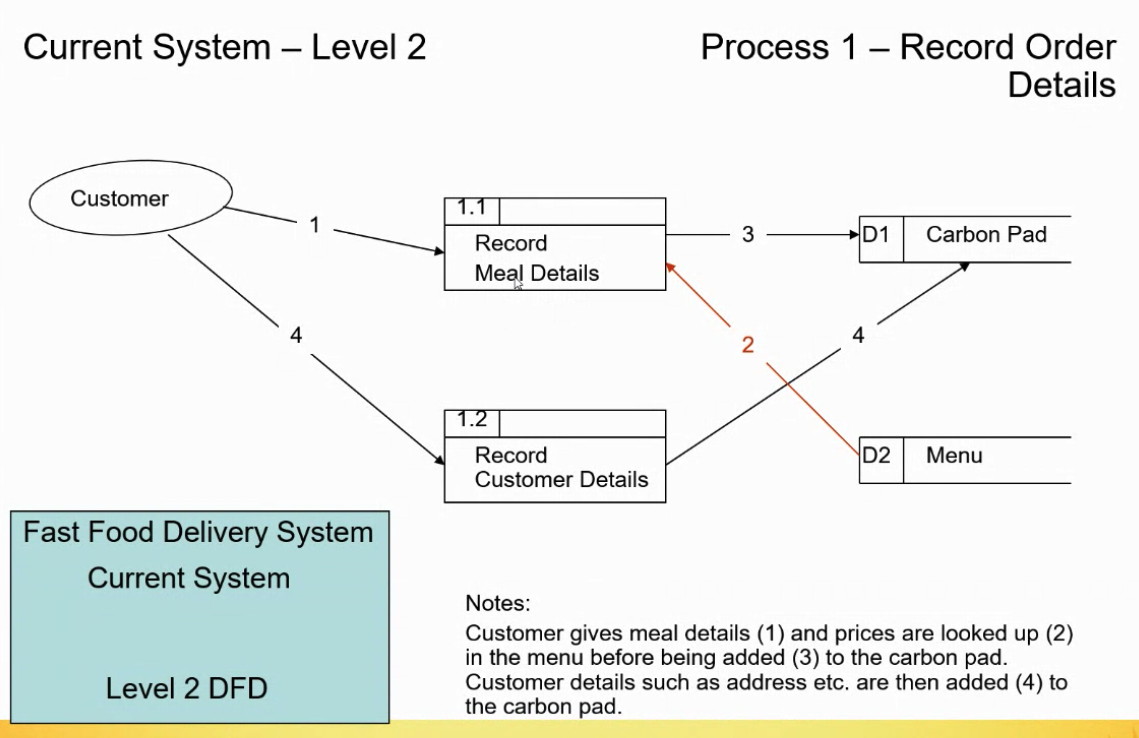 Current System – Level 2
Process 1 – Record Order
Details
Customer
1
4
1.1
Record
Meal Details
3
D1 Carbon Pad
2
4
1.2
Record
Customer Details
D2 Menu
Fast Food Delivery System
Current System
Level 2 DFD
Notes:
Customer gives meal details (1) and prices are looked up (2)
in the menu before being added (3) to the carbon pad.
Customer details such as address etc. are then added (4) to
the carbon pad.